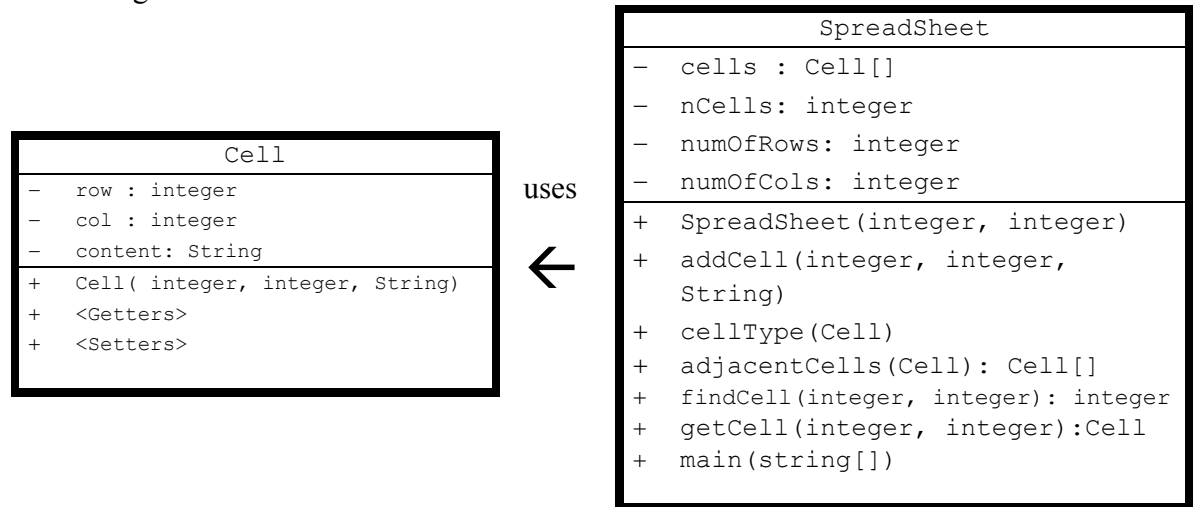 Cell
− row : integer
− col : integer
− content: String
+ Cell( integer, integer, String)
+ <Getters>
+ <Setters>
uses
←
SpreadSheet
− cells : Cell[]
− nCells: integer
− numOfRows: integer
− numOfCols: integer
+ SpreadSheet(integer, integer)
+ addCell(integer, integer,
String)
+ cellType(Cell)
+ adjacentCells(Cell): Cell[]
+ findCell(integer, integer): integer
+ getCell(integer, integer):Cell
+ main(string[])